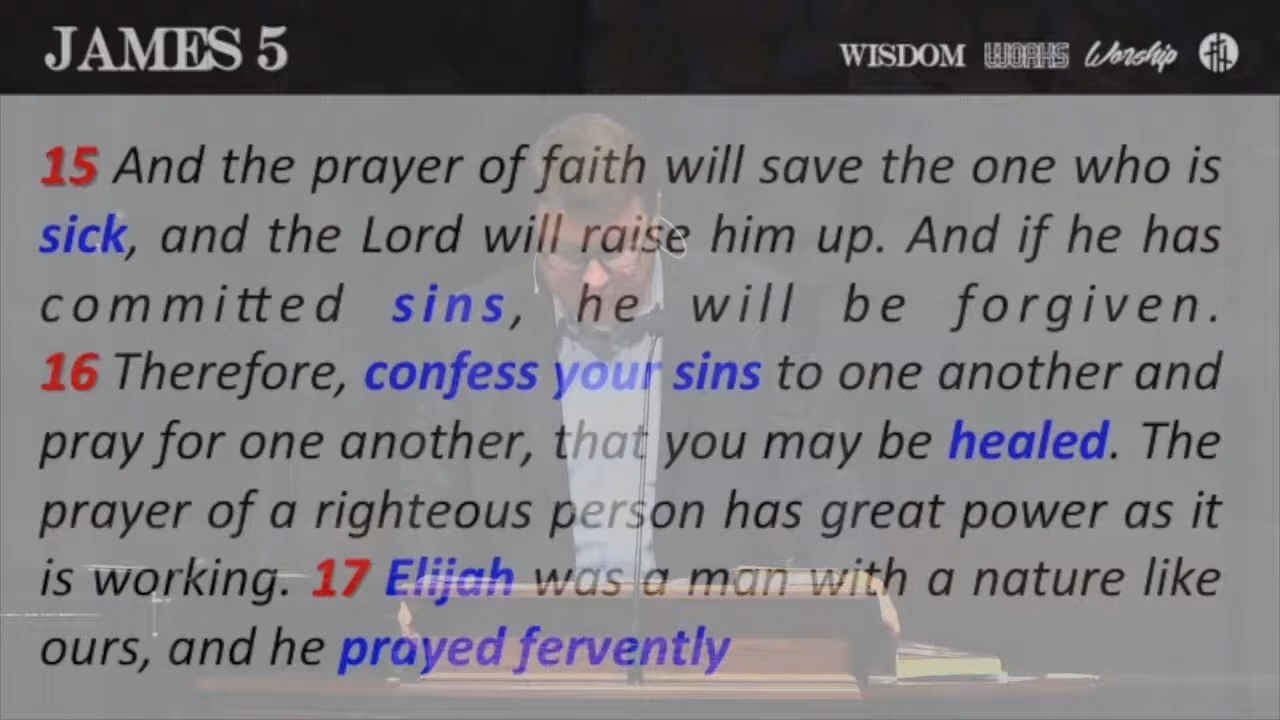 JAMES 5
WISDOM WORKS Worship
15 And the prayer of faith will save the one who is
sick, and the Lord will raise him up. And if he has
committed sins, he will be forgiven.
16 Therefore, confess your sins to one another and
pray for one another, that you may be healed. The
prayer of a righteous person has great power as it
is working. 17 Elijah was a man with a nature like
ours, and he prayed fervently